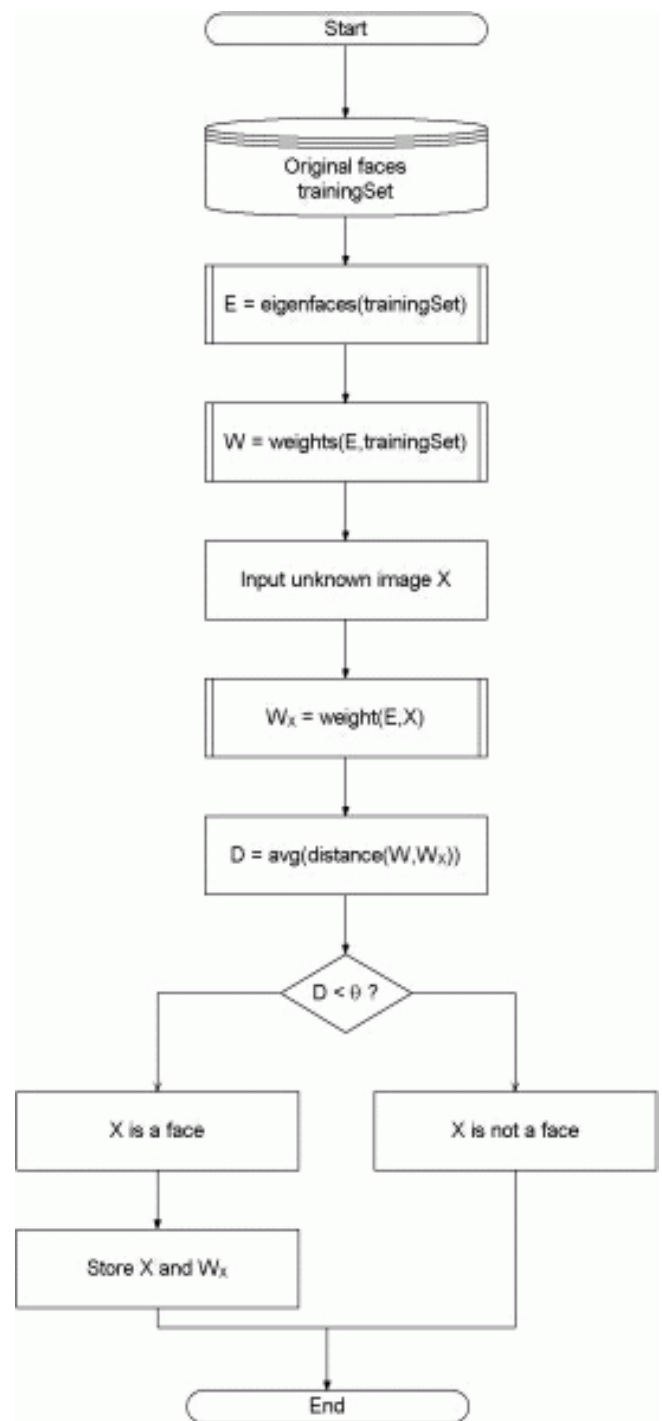 Start
Original faces
trainingSet
E = eigenfaces(trainingSet)
W = weights(E,trainingSet)
Input unknown image X
Wₓ = weight(E,X)
D = avg(distance(W,Wₓ))
D < θ ?
X is a face
X is not a face
Store X and Wₓ
End